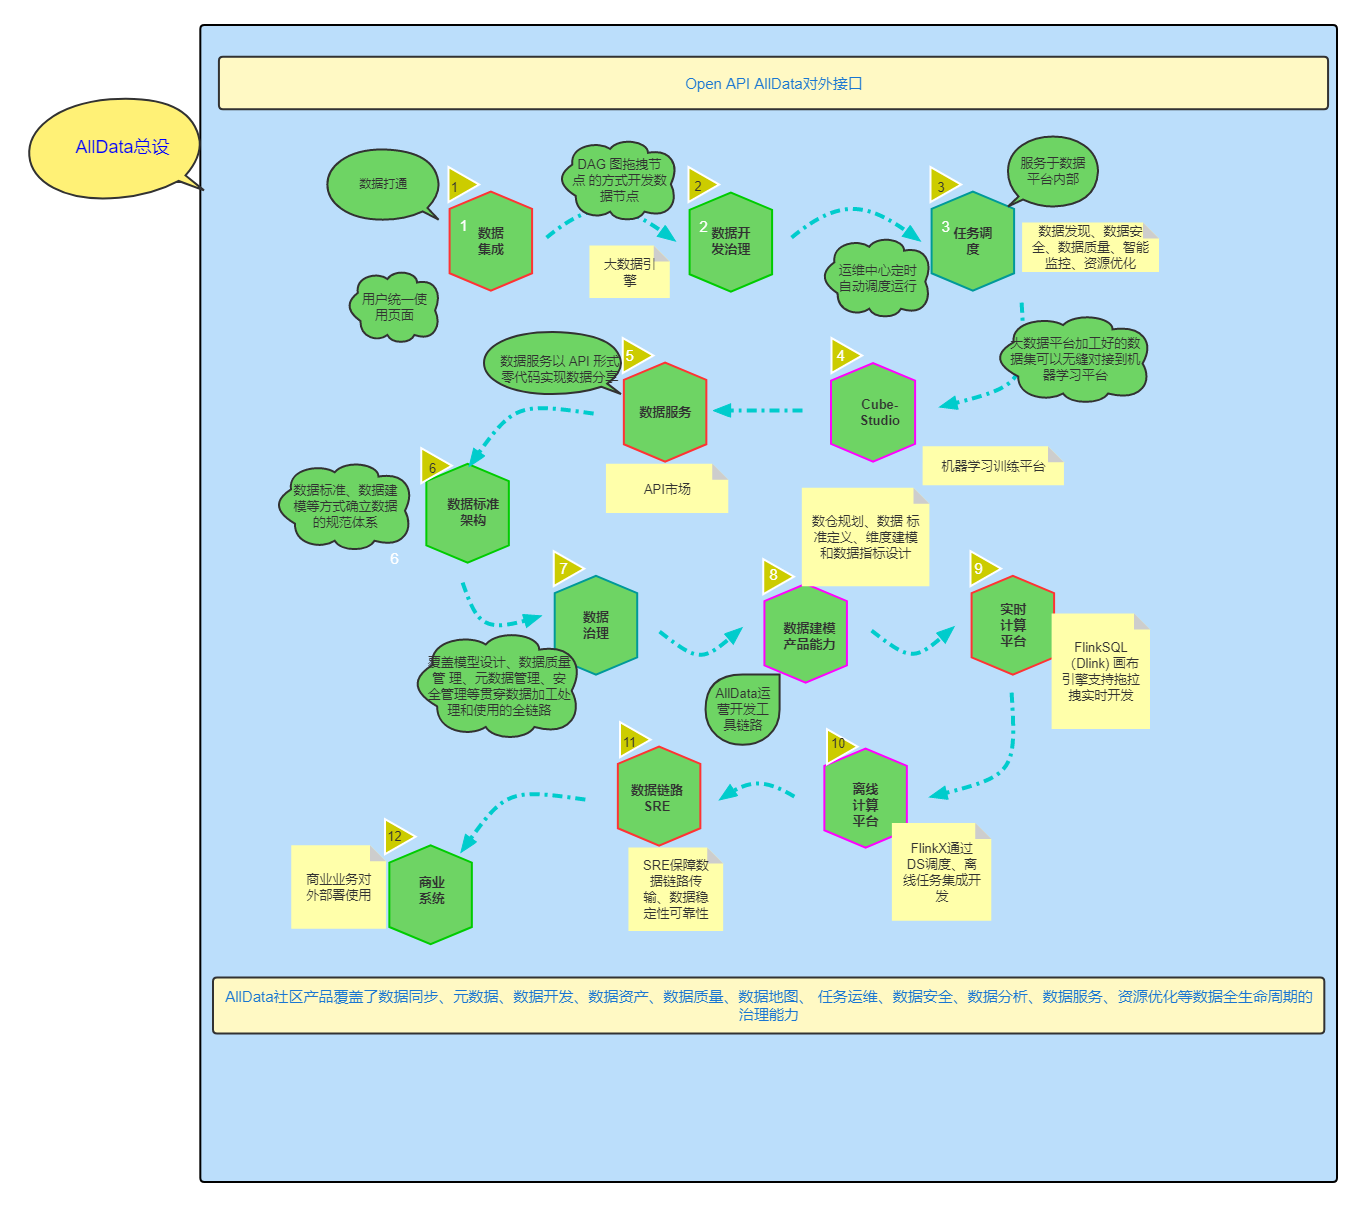 Open API AllData对外接口
AllData总设
数据打通
1
1
数据
集成
DAG 图拖拽节
点 的方式开发数
据节点
2
2
数据开
发治理
大数据引
擎
3
3
任务调
度
服务于数据
平台内部
数据发现、数据安
全、数据质量、智能
监控、资源优化
运维中心定时
自动调度运行
用户统一使
用页面
大数据平台加工好的数
据集可以无缝对接到机
器学习平台
4
Cube-
Studio
机器学习训练平台
数据服务以 API 形式
零代码实现数据分享
5
数据服务
API市场
6
数据标准
架构
数据标准、数据建
模等方式确立数据
的规范体系
6
7
数据
治理
覆盖模型设计、数据质量
管 理、元数据管理、安
全管理等贯穿数据加工处
理和使用的全链路
数仓规划、数据 标
准定义、维度建模
和数据指标设计
8
数据建模
产品能力
AllData运
营开发工
具链路
9
实时
计算
平台
FlinkSQL
（Dlink) 画布
引擎支持拖拉
拽实时开发
10
离线
计算
平台
FlinkX通过
DS调度、离
线任务集成开
发
11
数据链路
SRE
SRE保障数
据链路传
输、数据稳
定性可靠性
12
商业
系统
商业业务对
外部署使用
AllData社区产品覆盖了数据同步、元数据、数据开发、数据资产、数据质量、数据地图、 任务运维、数据安全、数据分析、数据服务、资源优化等数据全生命周期的
治理能力